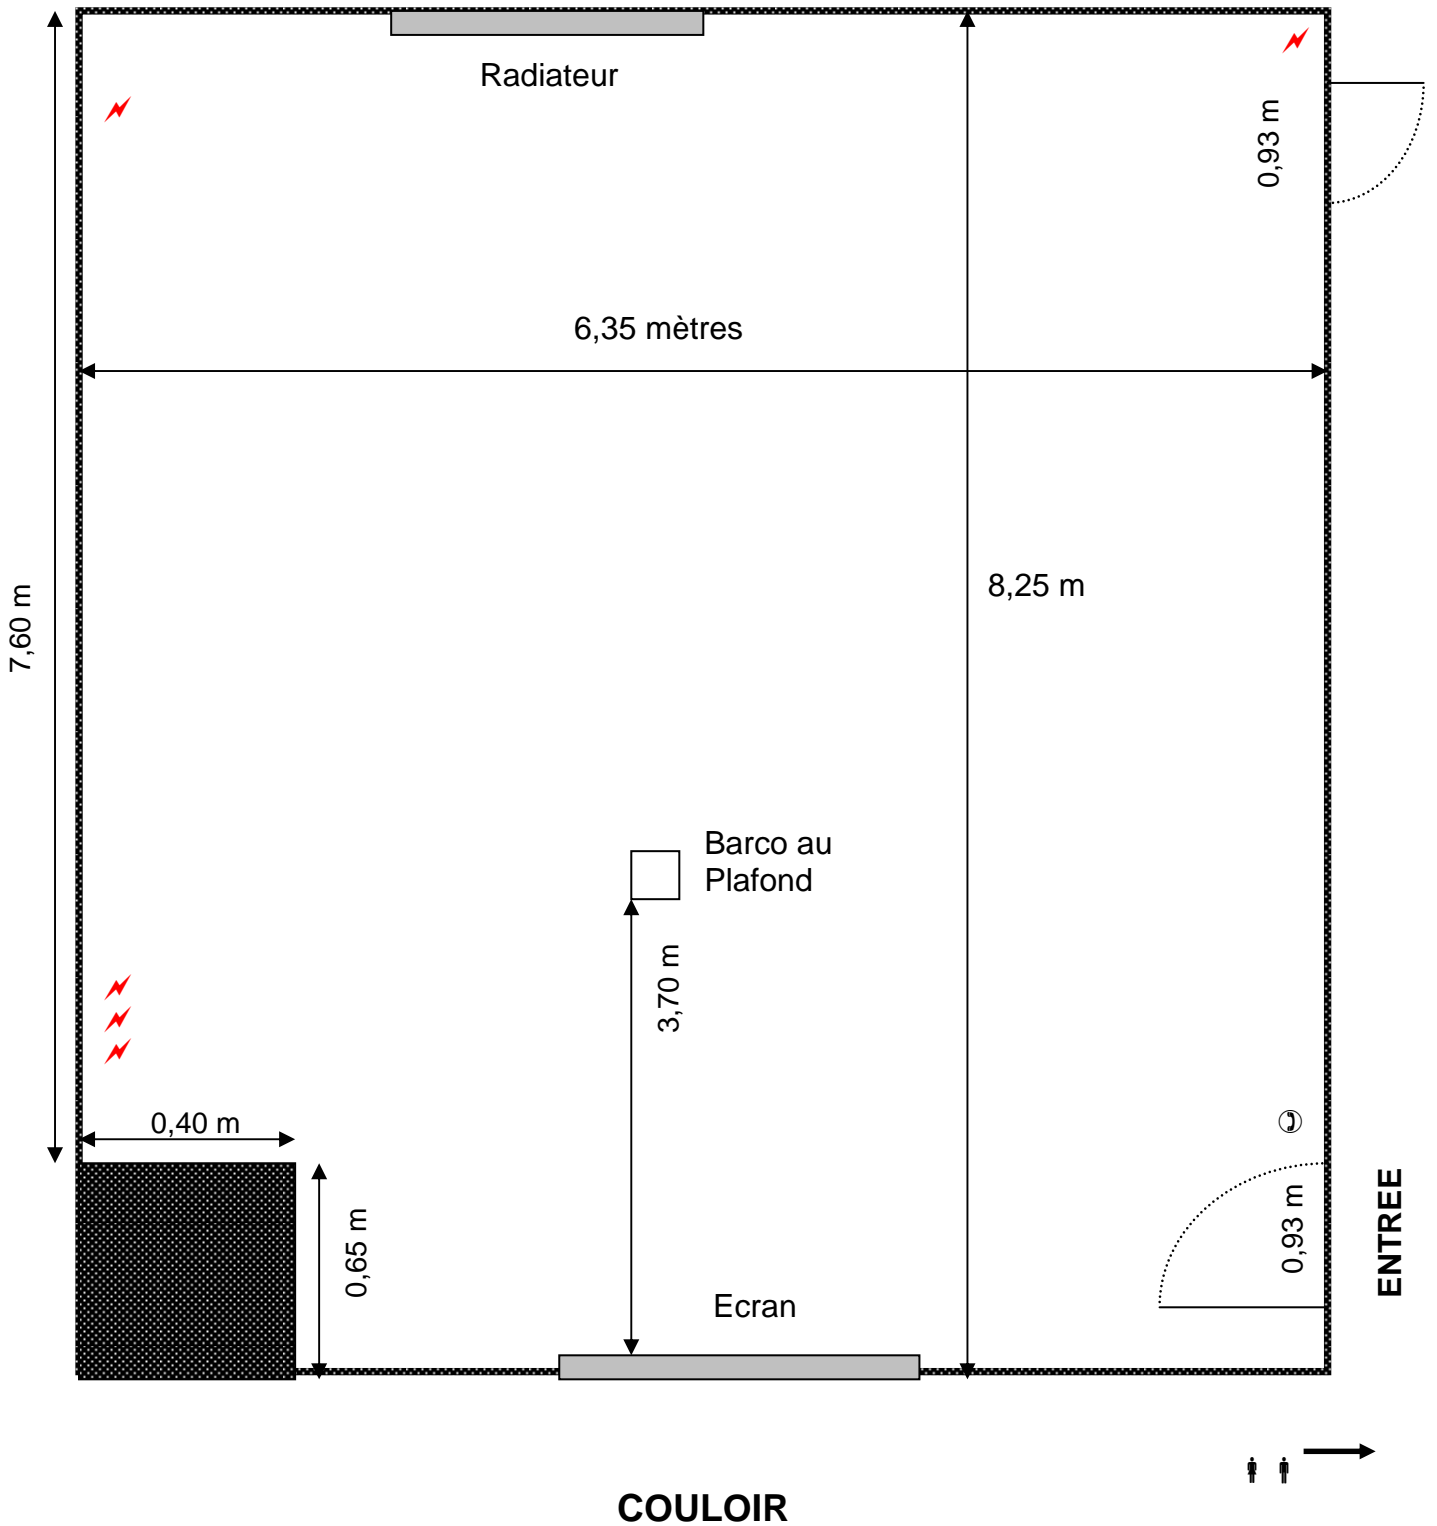 Radiateur
0,93 m
6,35 mètres
7,60 m
8,25 m
Barco au
Plafond
3,70 m
0,40 m
0,65 m
0,93 m
ENTREE
Ecran
COULOIR